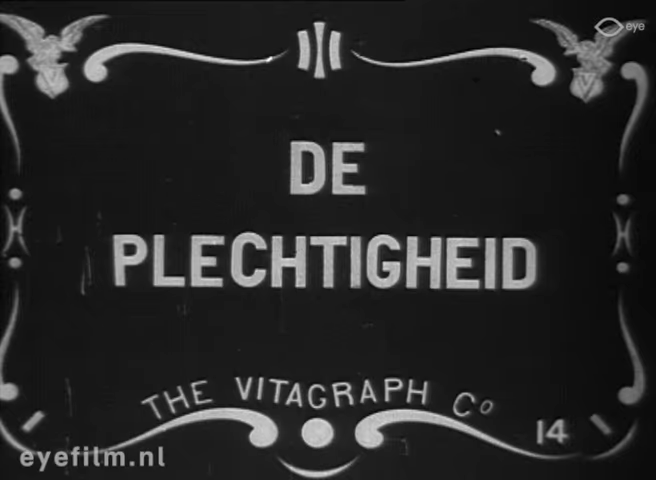 eye
DE
PLECHTIGHEID
THE VITAGRAPH Co
14
eyefilm.nl